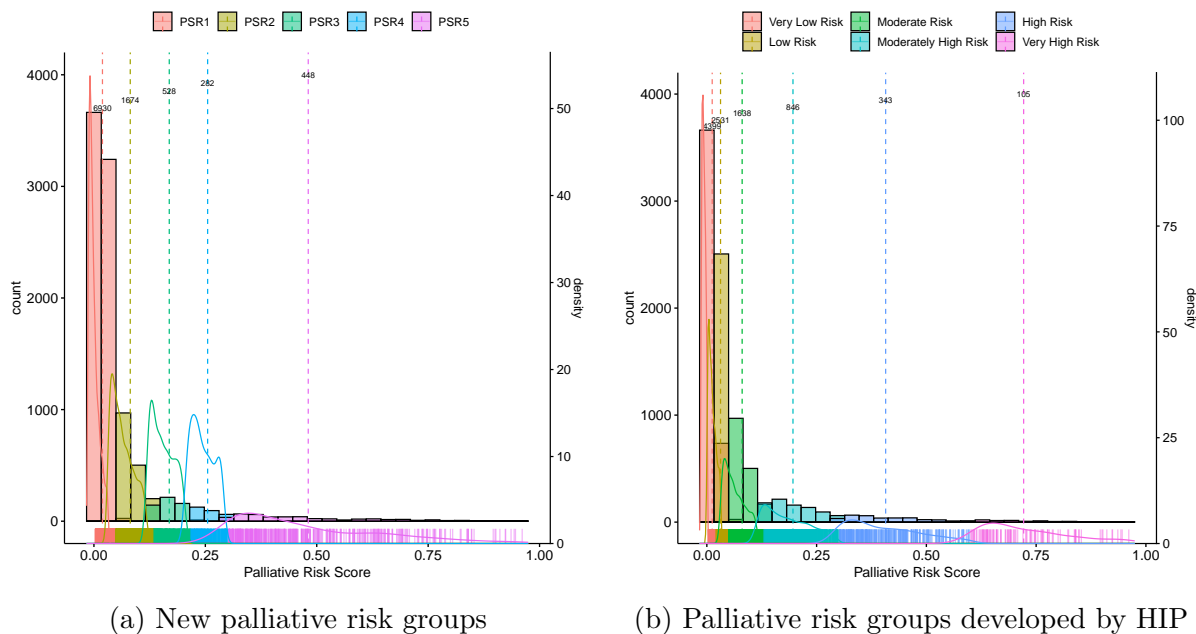 PSR1 PSR2 PSR3 PSR4 PSR5
6930 1674 528 282 448
4000
3000
2000
1000
0
count
50
40
30
20
10
0
density
0.00 0.25 0.50 0.75 1.00
Palliative Risk Score
(a) New palliative risk groups
Very Low Risk Moderate Risk High Risk
Low Risk Moderately High Risk Very High Risk
4399 2531 1638 846 343 105
4000
3000
2000
1000
0
count
100
75
50
25
0
density
0.00 0.25 0.50 0.75 1.00
Palliative Risk Score
(b) Palliative risk groups developed by HIP